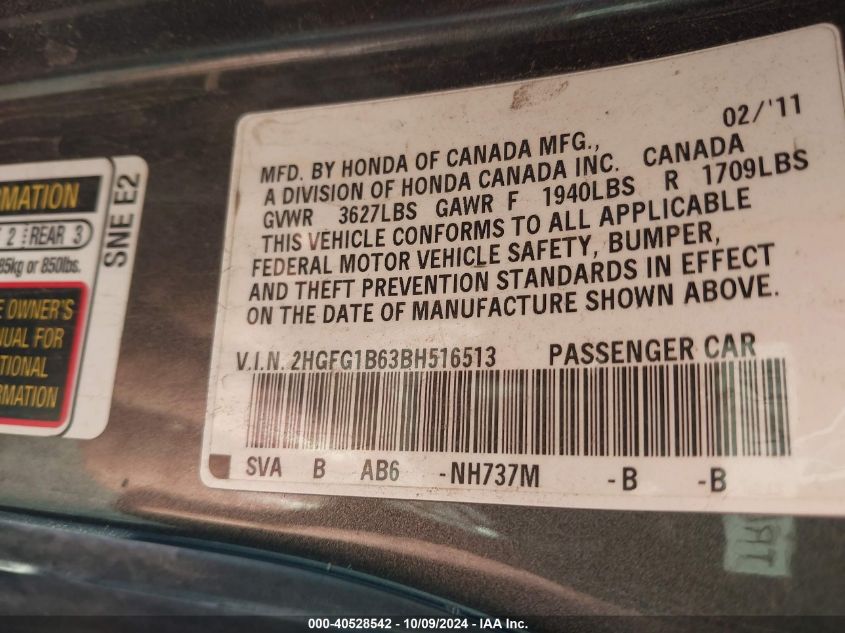 RMATION
2 REAR 3
85kg or 850lbs.
E OWNER'S
NUAL FOR
TIONAL
RMATION
SNE E2
02/'11
MFD. BY HONDA OF CANADA MFG.,
A DIVISION OF HONDA CANADA INC. CANADA
GVWR 3627LBS GAWR F 1940LBS R 1709LBS
THIS VEHICLE CONFORMS TO ALL APPLICABLE
FEDERAL MOTOR VEHICLE SAFETY, BUMPER,
AND THEFT PREVENTION STANDARDS IN EFFECT
ON THE DATE OF MANUFACTURE SHOWN ABOVE.
V.I.N. 2HGFG1B63BH516513 PASSENGER CAR
SVA B AB6 -NH737M -B -B
TR
000-40528542 - 10/09/2024 - IAA Inc.